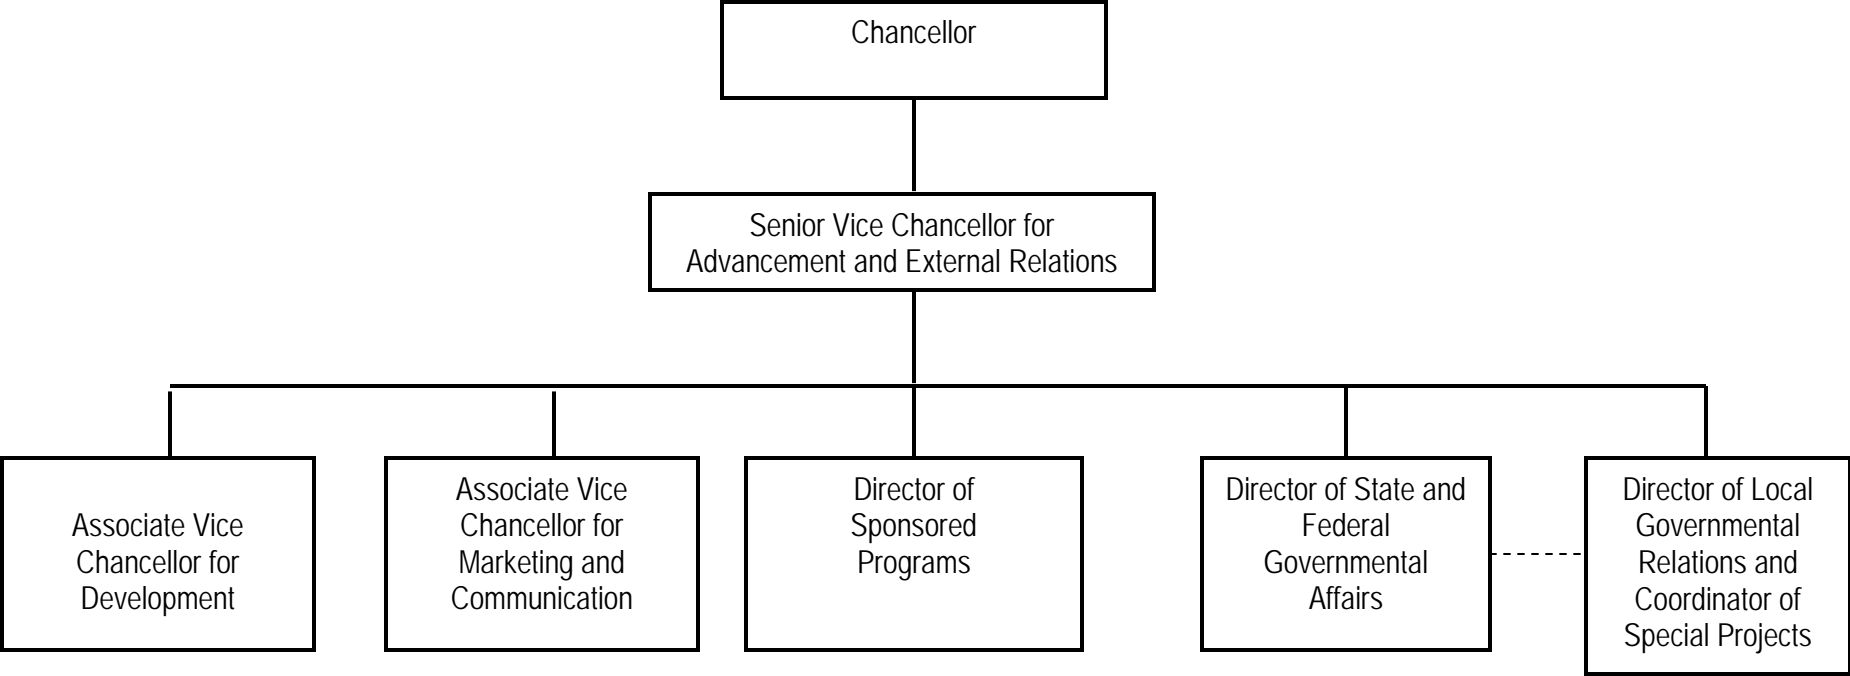 Chancellor
Senior Vice Chancellor for
Advancement and External Relations
Associate Vice
Chancellor for
Development
Associate Vice
Chancellor for
Marketing and
Communication
Director of
Sponsored
Programs
Director of State and
Federal
Governmental
Affairs
Director of Local
Governmental
Relations and
Coordinator of
Special Projects